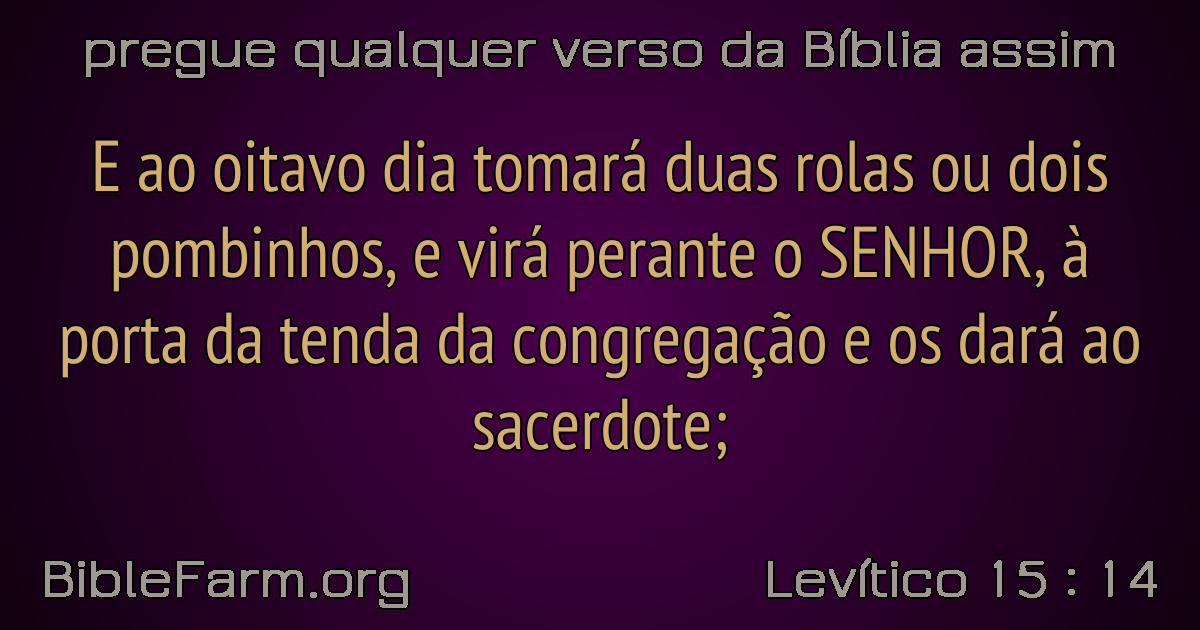 pregue qualquer verso da Bíblia assim
E ao oitavo dia tomará duas rolas ou dois
pombinhos, e virá perante o SENHOR, à
porta da tenda da congregação e os dará ao
sacerdote;
BibleFarm.org
Levítico 15 : 14